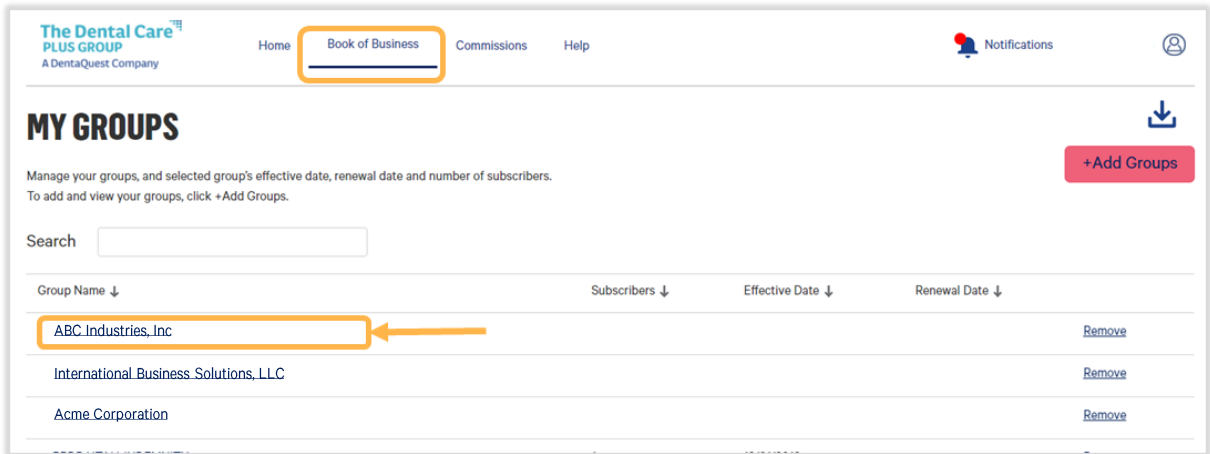 The Dental Care
PLUS GROUP
A DentaQuest Company
Home Book of Business Commissions Help Notifications
MY GROUPS
+Add Groups
Manage your groups, and selected group's effective date, renewal date and number of subscribers.
To add and view your groups, click +Add Groups.
Search
Group Name Subscribers Effective Date Renewal Date
ABC Industries, Inc Remove
International Business Solutions, LLC Remove
Acme Corporation Remove